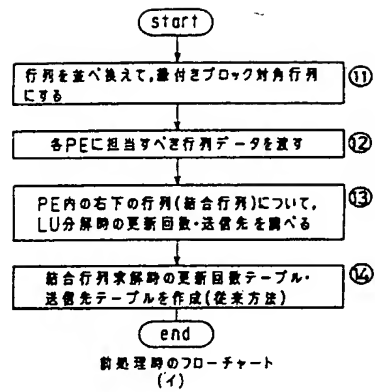 start
行列を並べ換えて,縁付きブロック対角行列
にする
⑪
各PEに担当すべき行列データを渡す
⑫
PE内の右下の行列(結合行列)について,
LU分解時の更新回数・送信先を調べる
⑬
結合行列求解時の更新回数テーブル・
送信先テーブルを作成(従来方法)
⑭
end
前処理時のフローチャート
(イ)